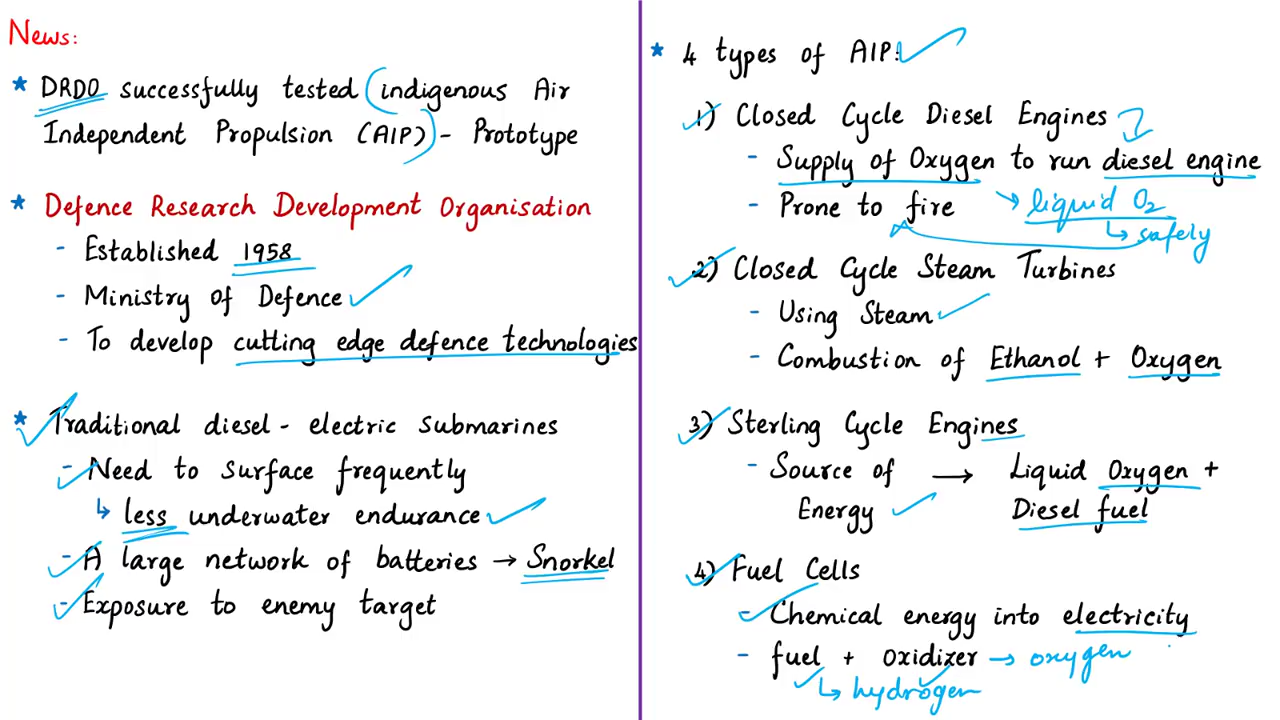 News:
* DRDO successfully tested (indigenous Air
Independent Propulsion (AIP)) - Prototype
* Defence Research Development Organisation
- Established 1958
- Ministry of Defence ✓
- To develop cutting edge defence technologies
* Traditional diesel - electric submarines
- Need to surface frequently
↳ less underwater endurance ✓
- A large network of batteries → Snorkel
- Exposure to enemy target
* 4 types of AIP: ✓
1) Closed Cycle Diesel Engines
- Supply of Oxygen to run diesel engine
- Prone to fire → liquid O₂
↳ safely
2) Closed Cycle Steam Turbines
- Using Steam ✓
- Combustion of Ethanol + Oxygen
3) Sterling Cycle Engines
- Source of → Liquid Oxygen +
Energy ✓ Diesel fuel
4) Fuel Cells
- Chemical energy into electricity
- fuel + Oxidizer → oxygen
↳ hydrogen